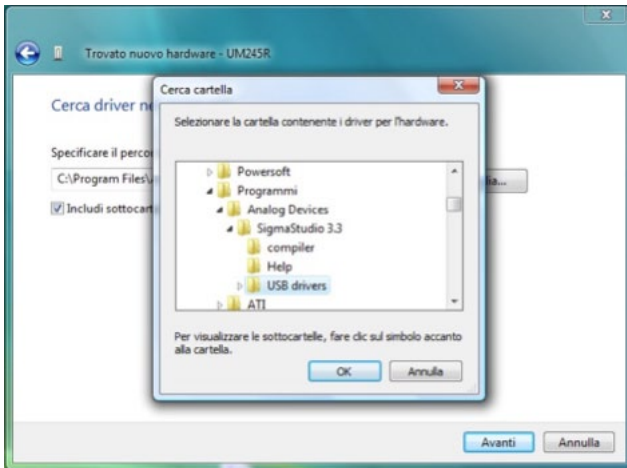 Trovato nuovo hardware - UM245R
Cerca cartella
Cerca driver ne
Selezionare la cartella contenente i driver per l'hardware.
Specificare il percor
C:\Program Files\
lia...
Includi sottocart
Powersoft
Programmi
Analog Devices
SigmaStudio 3.3
compiler
Help
USB drivers
ATI
Per visualizzare le sottocartelle, fare clic sul simbolo accanto
alla cartella.
OK Annulla
Avanti Annulla